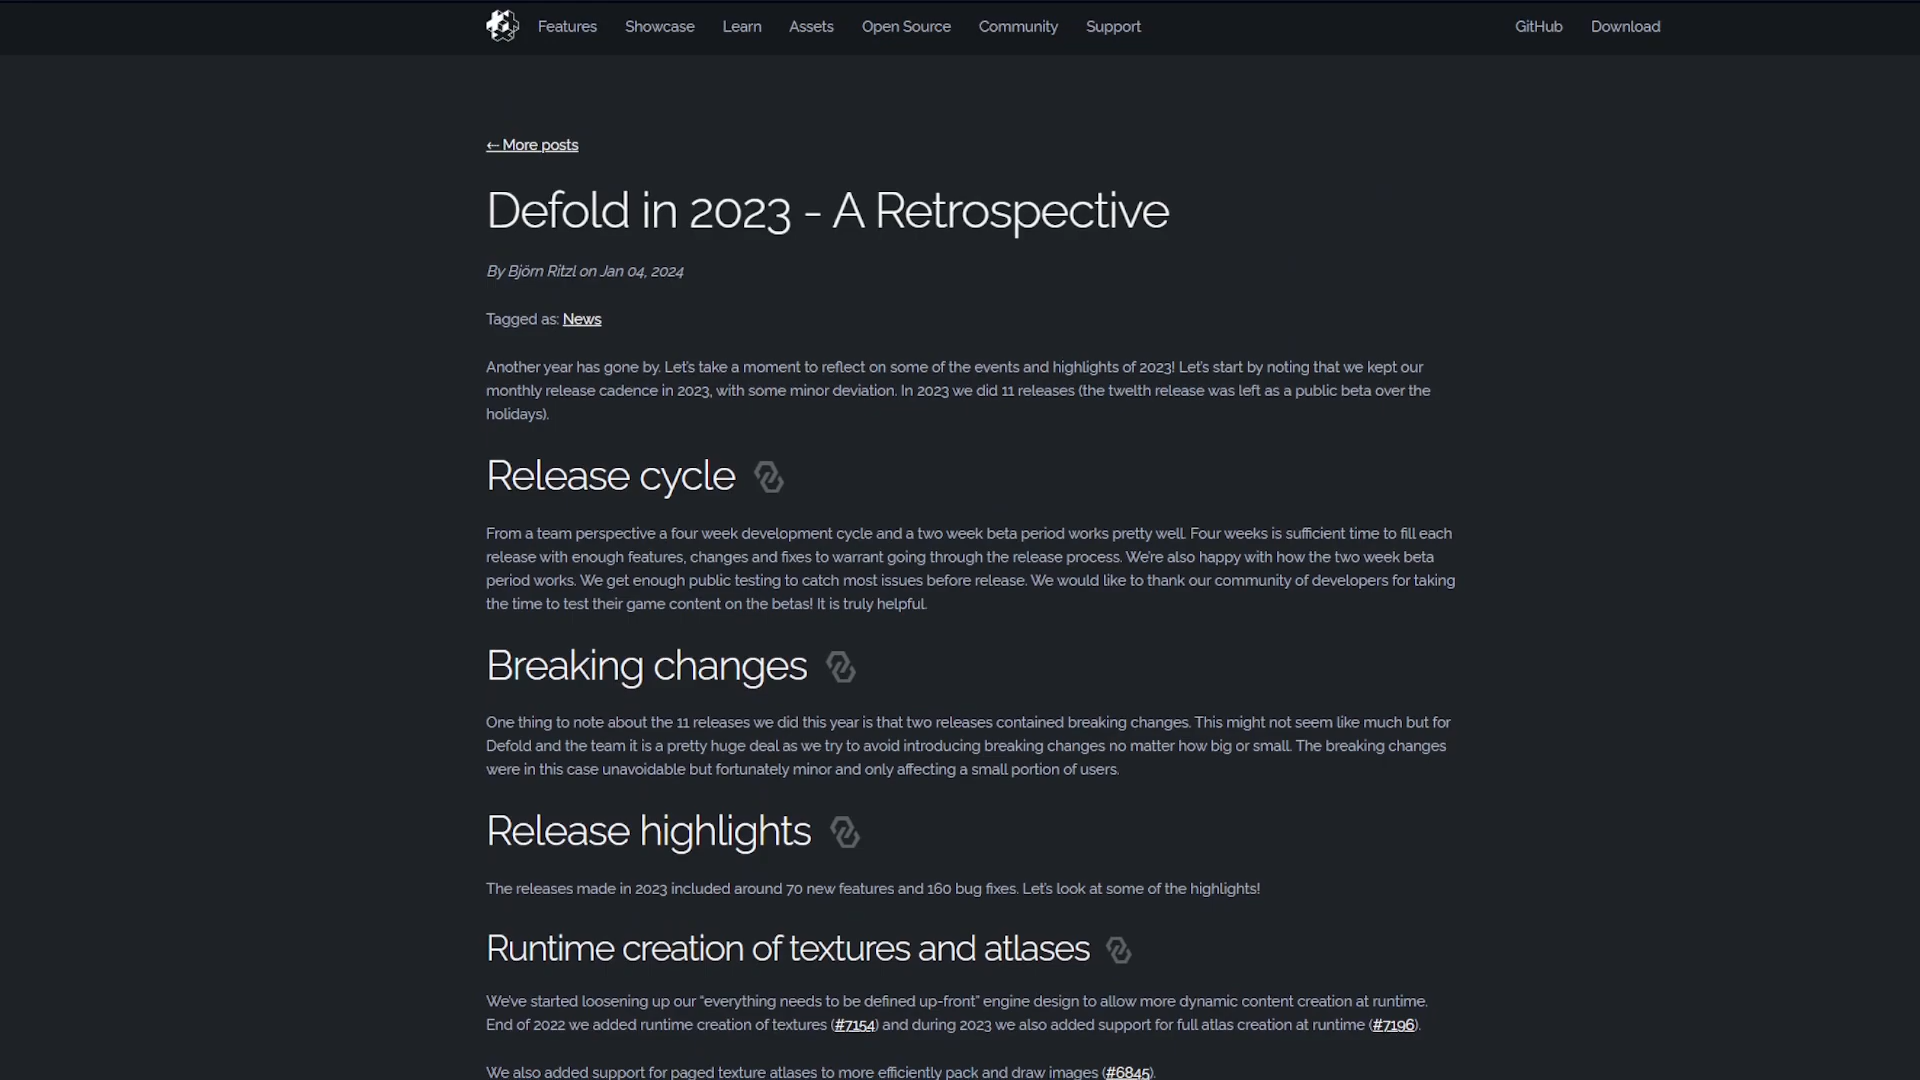 Features Showcase Learn Assets Open Source Community Support GitHub Download
← More posts
Defold in 2023 - A Retrospective
By Björn Ritzl on Jan 04, 2024
Tagged as: News
Another year has gone by. Let's take a moment to reflect on some of the events and highlights of 2023! Let's start by noting that we kept our
monthly release cadence in 2023, with some minor deviation. In 2023 we did 11 releases (the twelth release was left as a public beta over the
holidays).
Release cycle
From a team perspective a four week development cycle and a two week beta period works pretty well. Four weeks is sufficient time to fill each
release with enough features, changes and fixes to warrant going through the release process. We're also happy with how the two week beta
period works. We get enough public testing to catch most issues before release. We would like to thank our community of developers for taking
the time to test their game content on the betas! It is truly helpful.
Breaking changes
One thing to note about the 11 releases we did this year is that two releases contained breaking changes. This might not seem like much but for
Defold and the team it is a pretty huge deal as we try to avoid introducing breaking changes no matter how big or small. The breaking changes
were in this case unavoidable but fortunately minor and only affecting a small portion of users.
Release highlights
The releases made in 2023 included around 70 new features and 160 bug fixes. Let's look at some of the highlights!
Runtime creation of textures and atlases
We've started loosening up our “everything needs to be defined up-front” engine design to allow more dynamic content creation at runtime.
End of 2022 we added runtime creation of textures (#7154) and during 2023 we also added support for full atlas creation at runtime (#7196).
We also added support for paged texture atlases to more efficiently pack and draw images (#6845).